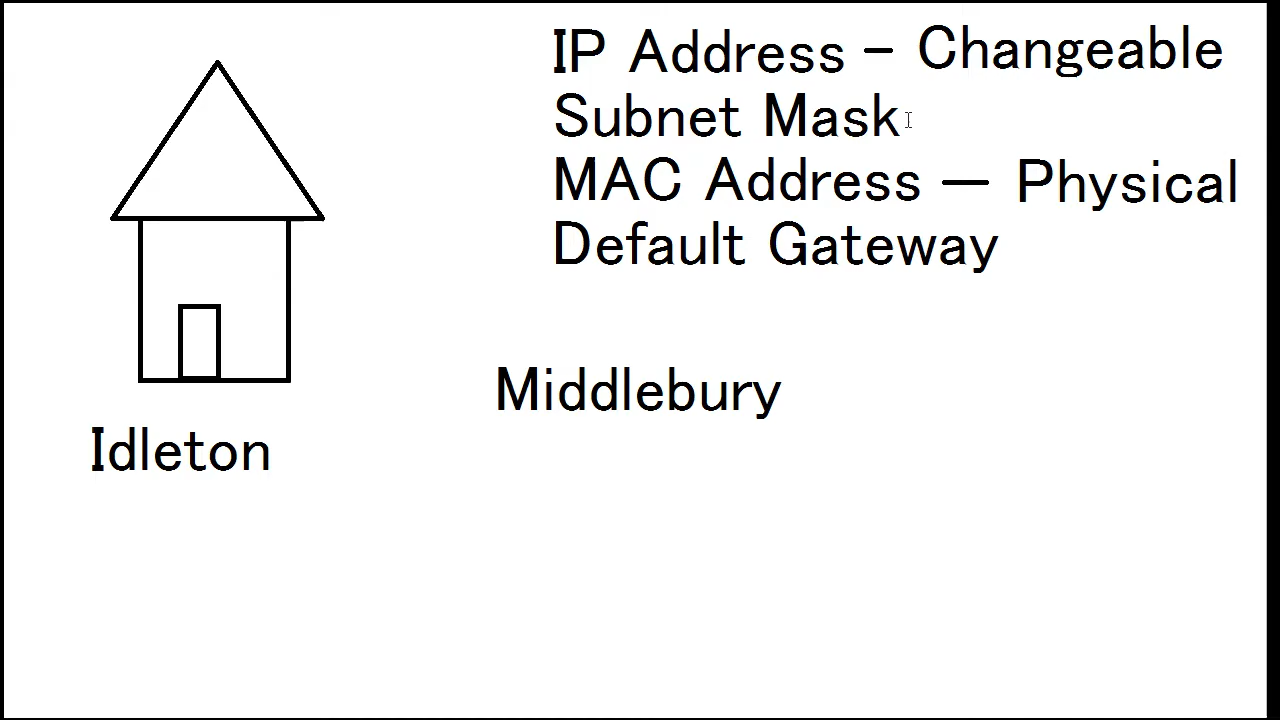 IP Address - Changeable
Subnet Mask
MAC Address — Physical
Default Gateway
Middlebury
Idleton